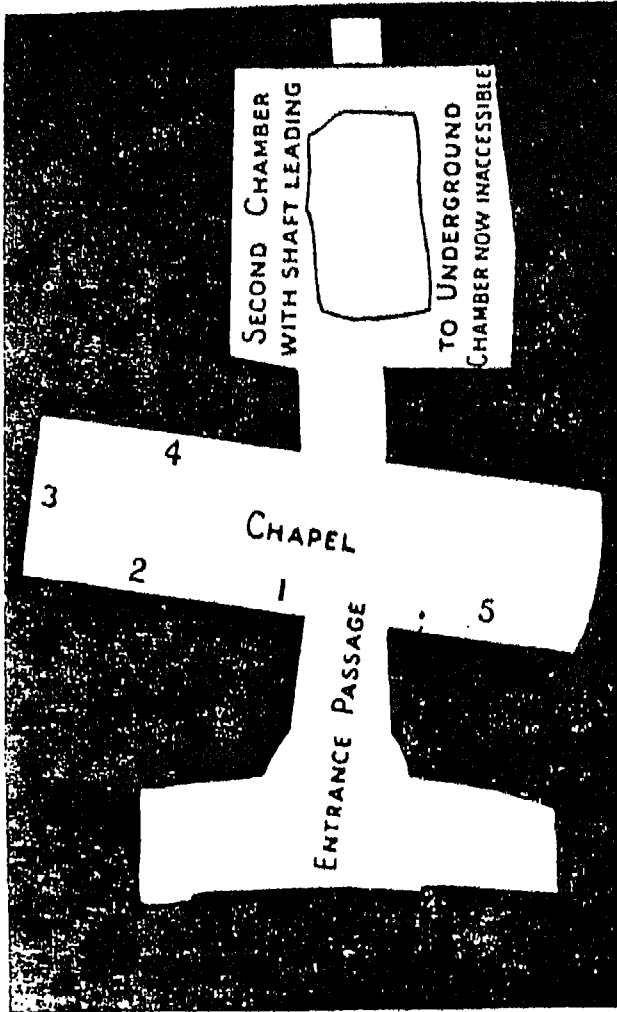 SECOND CHAMBER
WITH SHAFT LEADING
TO UNDERGROUND
CHAMBER NOW INACCESSIBLE
4
3
CHAPEL
2
1
5
ENTRANCE PASSAGE